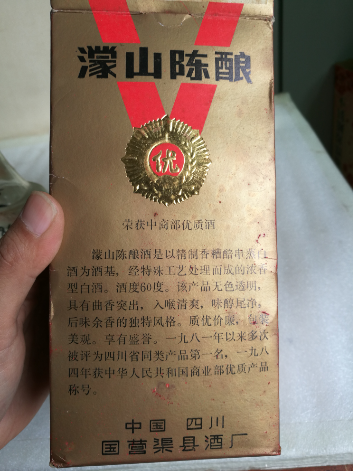 濛山陈酿
优
荣获中商部优质酒
濛山陈酿酒是以精制香糟醅串蒸白
酒为酒基，经特殊工艺处理而成的浓香
型白酒。酒度60度。该产品无色透明，
具有曲香突出，入喉清爽，味醇尾净，
后味余香的独特风格。质优价廉，包装
美观。享有盛誉。一九八一年以来多次
被评为四川省同类产品第一名，一九八
四年获中华人民共和国商业部优质产品
称号。
中国 四川
国营渠县酒厂